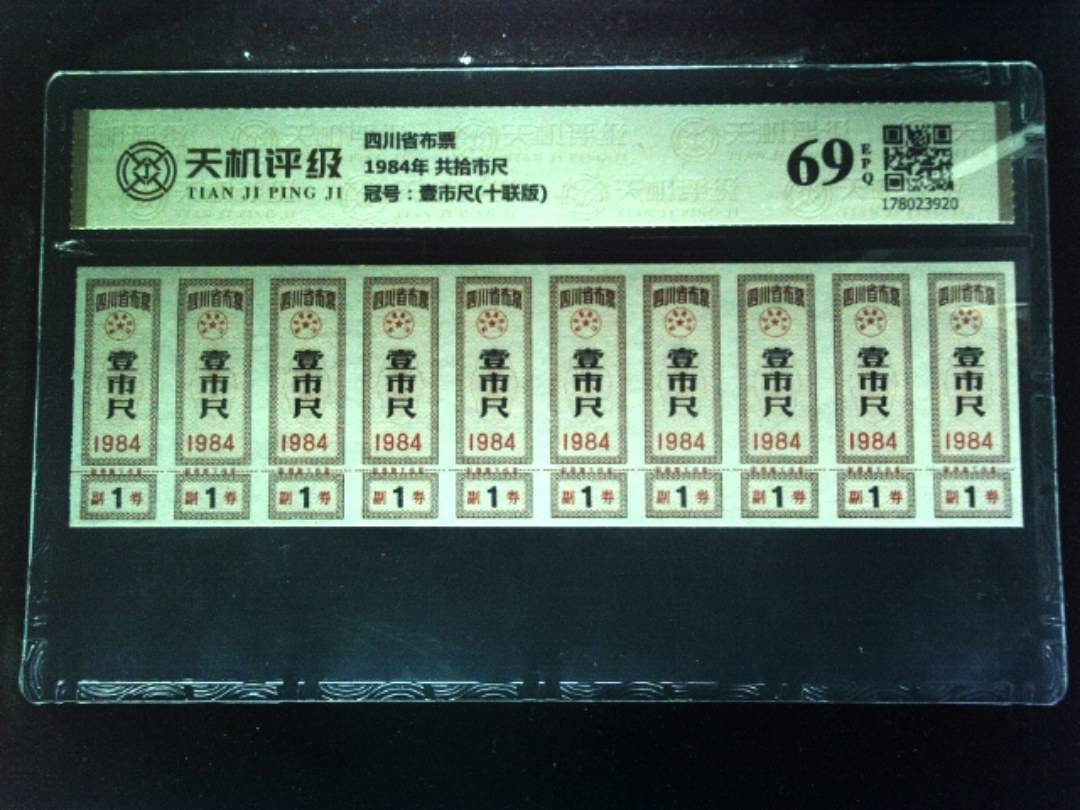 天机评级
TIAN JI PING JI
四川省布票
1984年 共拾市尺
冠号：壹市尺(十联版)
69
EPQ
178023920
四川省布票 四川省布票 四川省布票 四川省布票 四川省布票 四川省布票 四川省布票 四川省布票 四川省布票 四川省布票
壹市尺 壹市尺 壹市尺 壹市尺 壹市尺 壹市尺 壹市尺 壹市尺 壹市尺 壹市尺
1984 1984 1984 1984 1984 1984 1984 1984 1984 1984
副1券 副1券 副1券 副1券 副1券 副1券 副1券 副1券 副1券 副1券